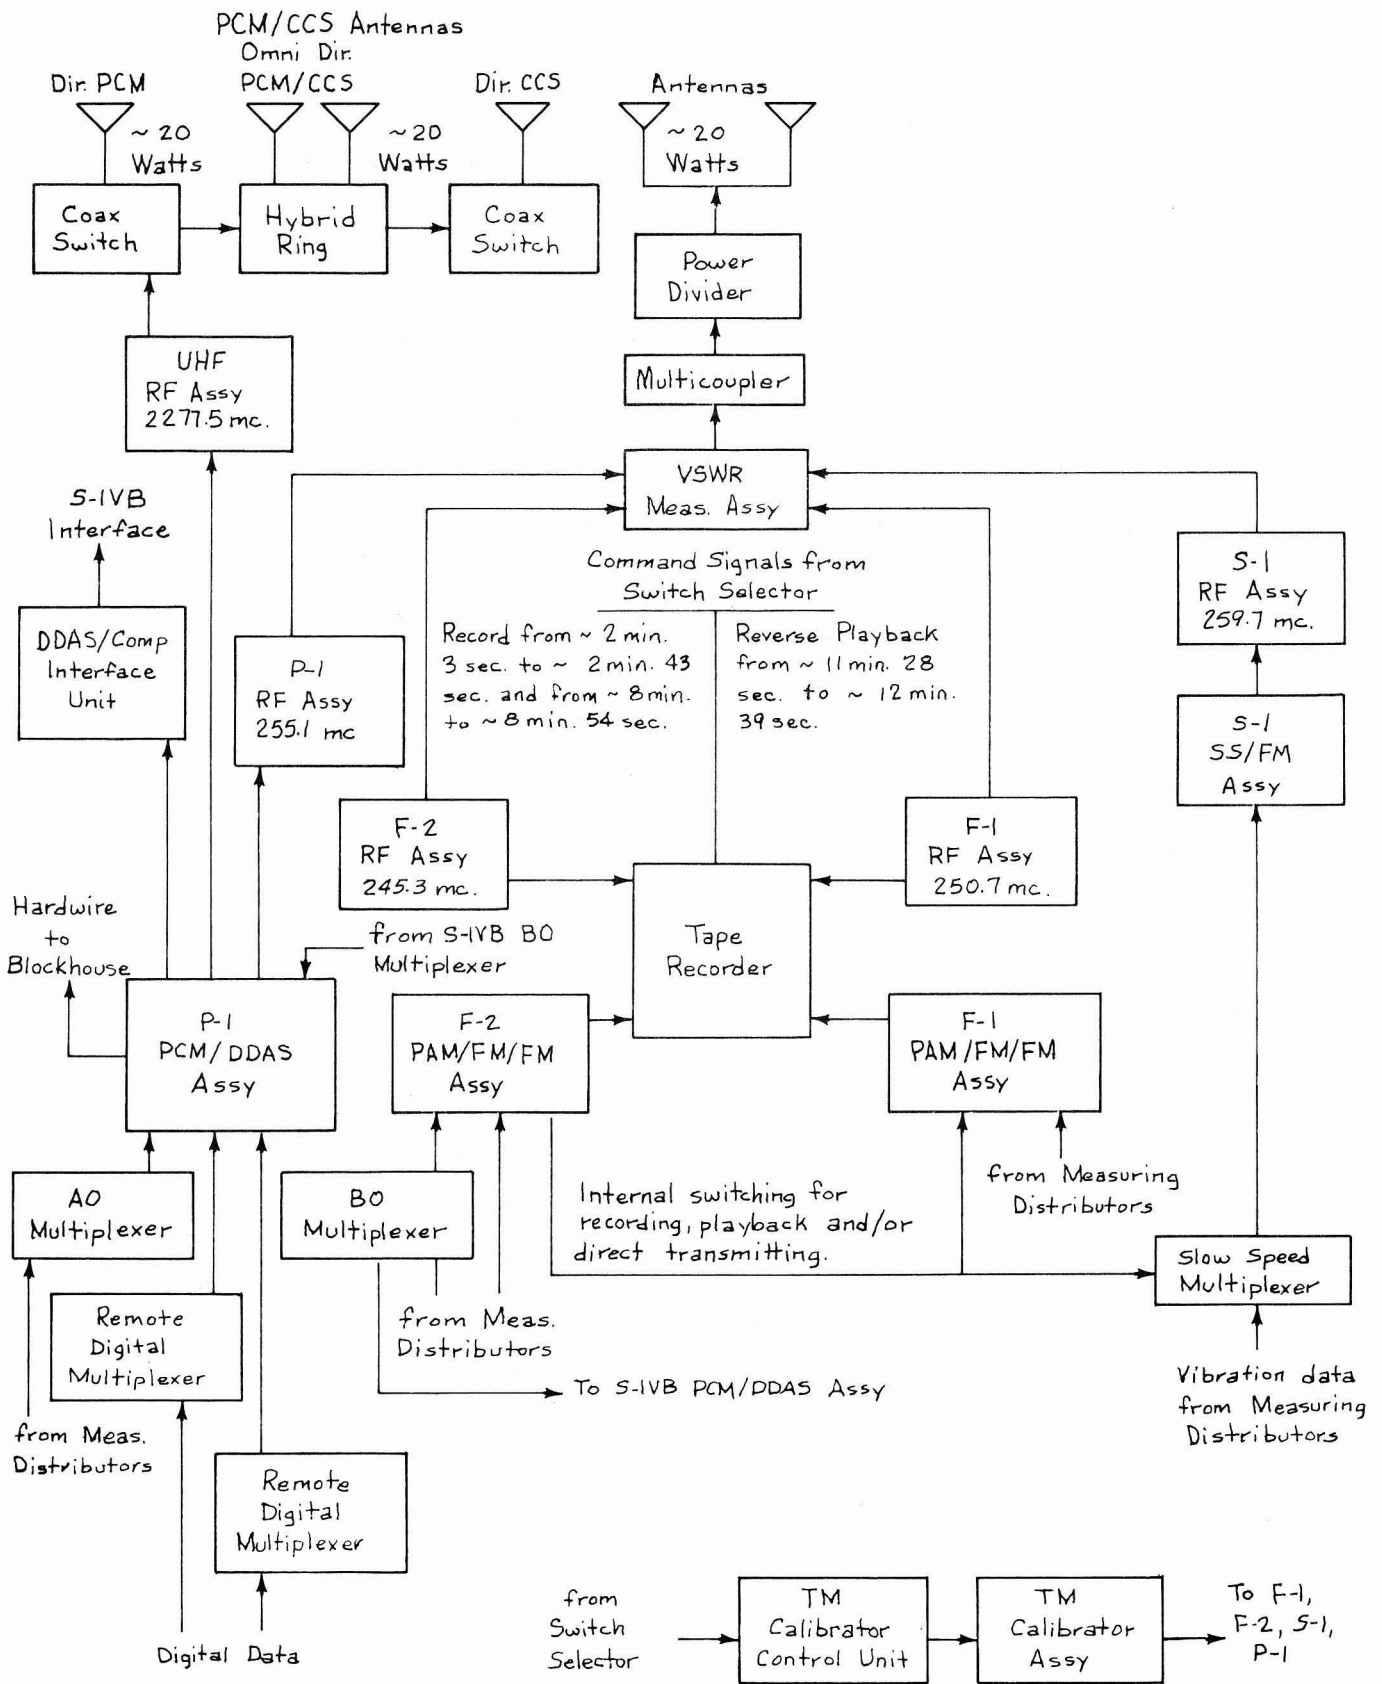 PCM/CCS Antennas
Omni Dir.
Dir. PCM
PCM/CCS
Dir. CCS
Antennas
~ 20
Watts
~ 20
Watts
~ 20
Watts
Coax
Switch
Hybrid
Ring
Coax
Switch
Power
Divider
UHF
RF Assy
2277.5 mc.
Multicoupler
VSWR
Meas. Assy
S-IVB
Interface
Command Signals from
Switch Selector
S-1
RF Assy
259.7 mc.
DDAS/Comp
Interface
Unit
P-1
RF Assy
255.1 mc
Record from ~ 2 min.
3 sec. to ~ 2 min. 43
sec. and from ~ 8 min.
to ~ 8 min. 54 sec.
Reverse Playback
from ~ 11 min. 28
sec. to ~ 12 min.
39 sec.
S-1
SS/FM
Assy
F-2
RF Assy
245.3 mc.
F-1
RF Assy
250.7 mc.
Hardwire
to
Blockhouse
from S-IVB BO
Multiplexer
Tape
Recorder
P-1
PCM/DDAS
Assy
F-2
PAM/FM/FM
Assy
F-1
PAM/FM/FM
Assy
AO
Multiplexer
BO
Multiplexer
Internal switching for
recording, playback and/or
direct transmitting.
from Measuring
Distributors
Slow Speed
Multiplexer
Remote
Digital
Multiplexer
from Meas.
Distributors
To S-IVB PCM/DDAS Assy
Vibration data
from Measuring
Distributors
from Meas.
Distributors
Remote
Digital
Multiplexer
Digital Data
from
Switch
Selector
TM
Calibrator
Control Unit
TM
Calibrator
Assy
To F-1,
F-2, S-1,
P-1